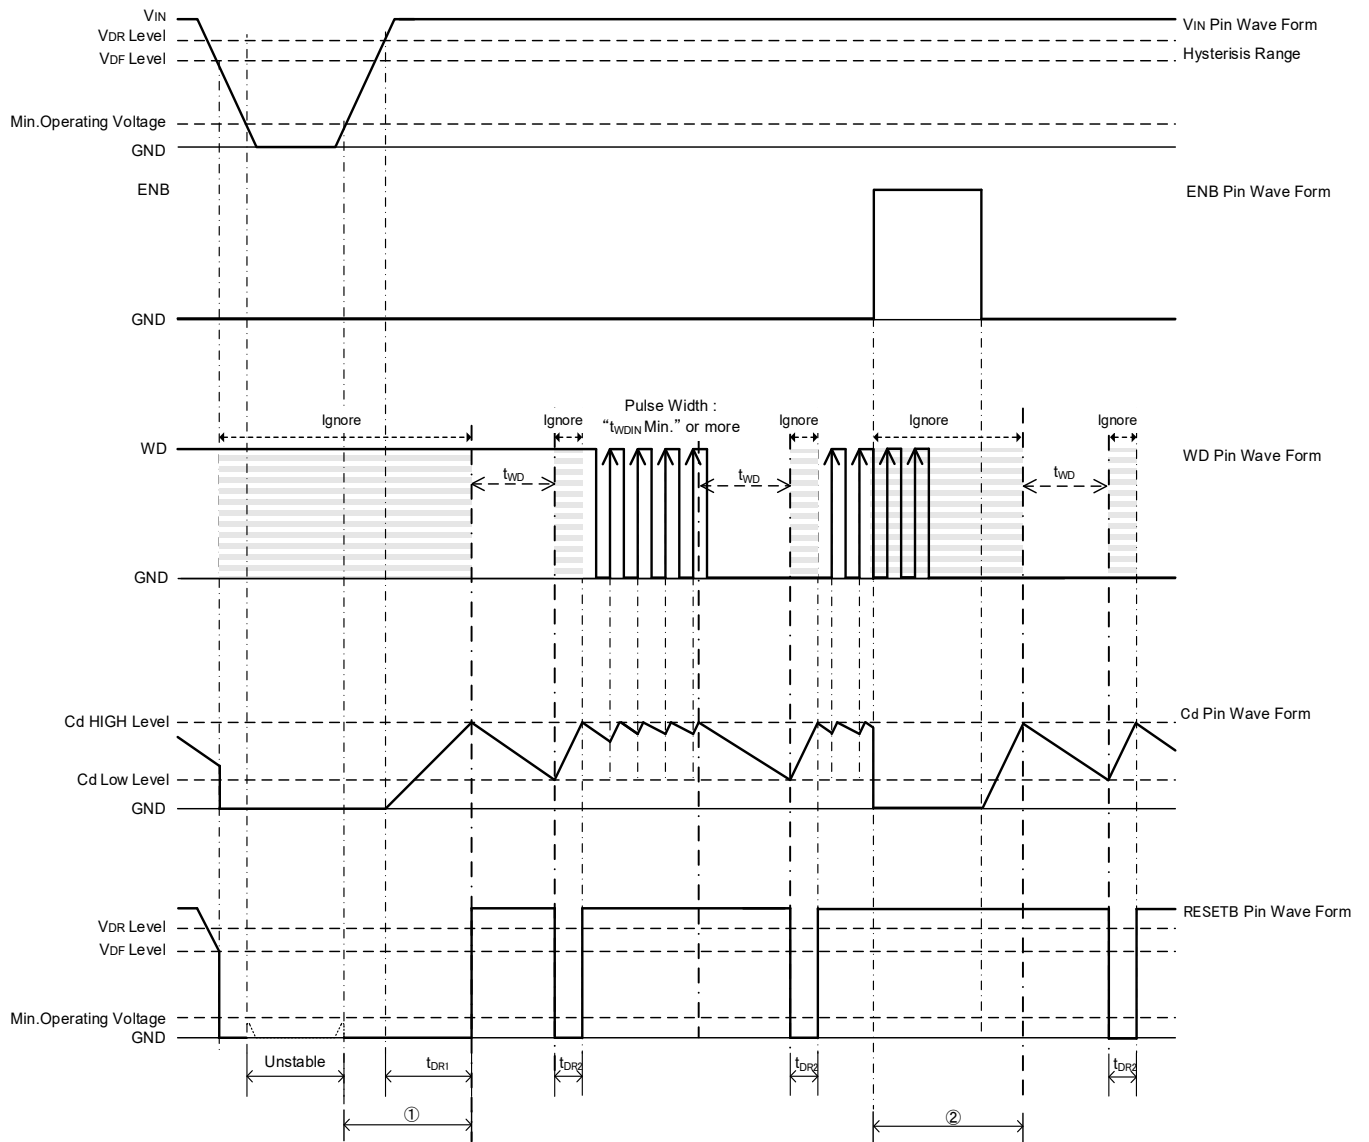 VIN
VDR Level
VDF Level
Min.Operating Voltage
GND
VIN Pin Wave Form
Hysterisis Range
ENB
GND
ENB Pin Wave Form
Ignore
Ignore
Pulse Width :
“tWDIN Min.” or more
Ignore
Ignore
Ignore
WD
GND
tWD
tWD
tWD
WD Pin Wave Form
Cd HIGH Level
Cd Low Level
GND
Cd Pin Wave Form
VDR Level
VDF Level
Min.Operating Voltage
GND
RESETB Pin Wave Form
Unstable
tDR1
tDR2
tDR2
tDR2
①
②